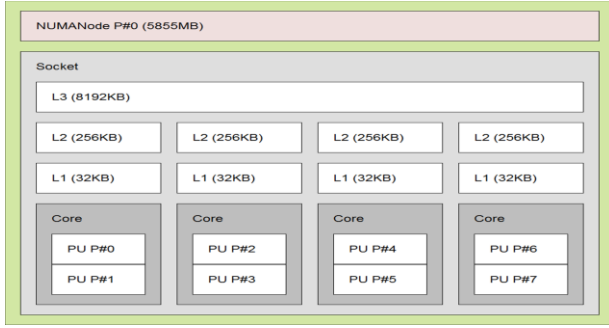 NUMANode P#0 (5855MB)
Socket
L3 (8192KB)
L2 (256KB) L2 (256KB) L2 (256KB) L2 (256KB)
L1 (32KB) L1 (32KB) L1 (32KB) L1 (32KB)
Core Core Core Core
PU P#0 PU P#2 PU P#4 PU P#6
PU P#1 PU P#3 PU P#5 PU P#7